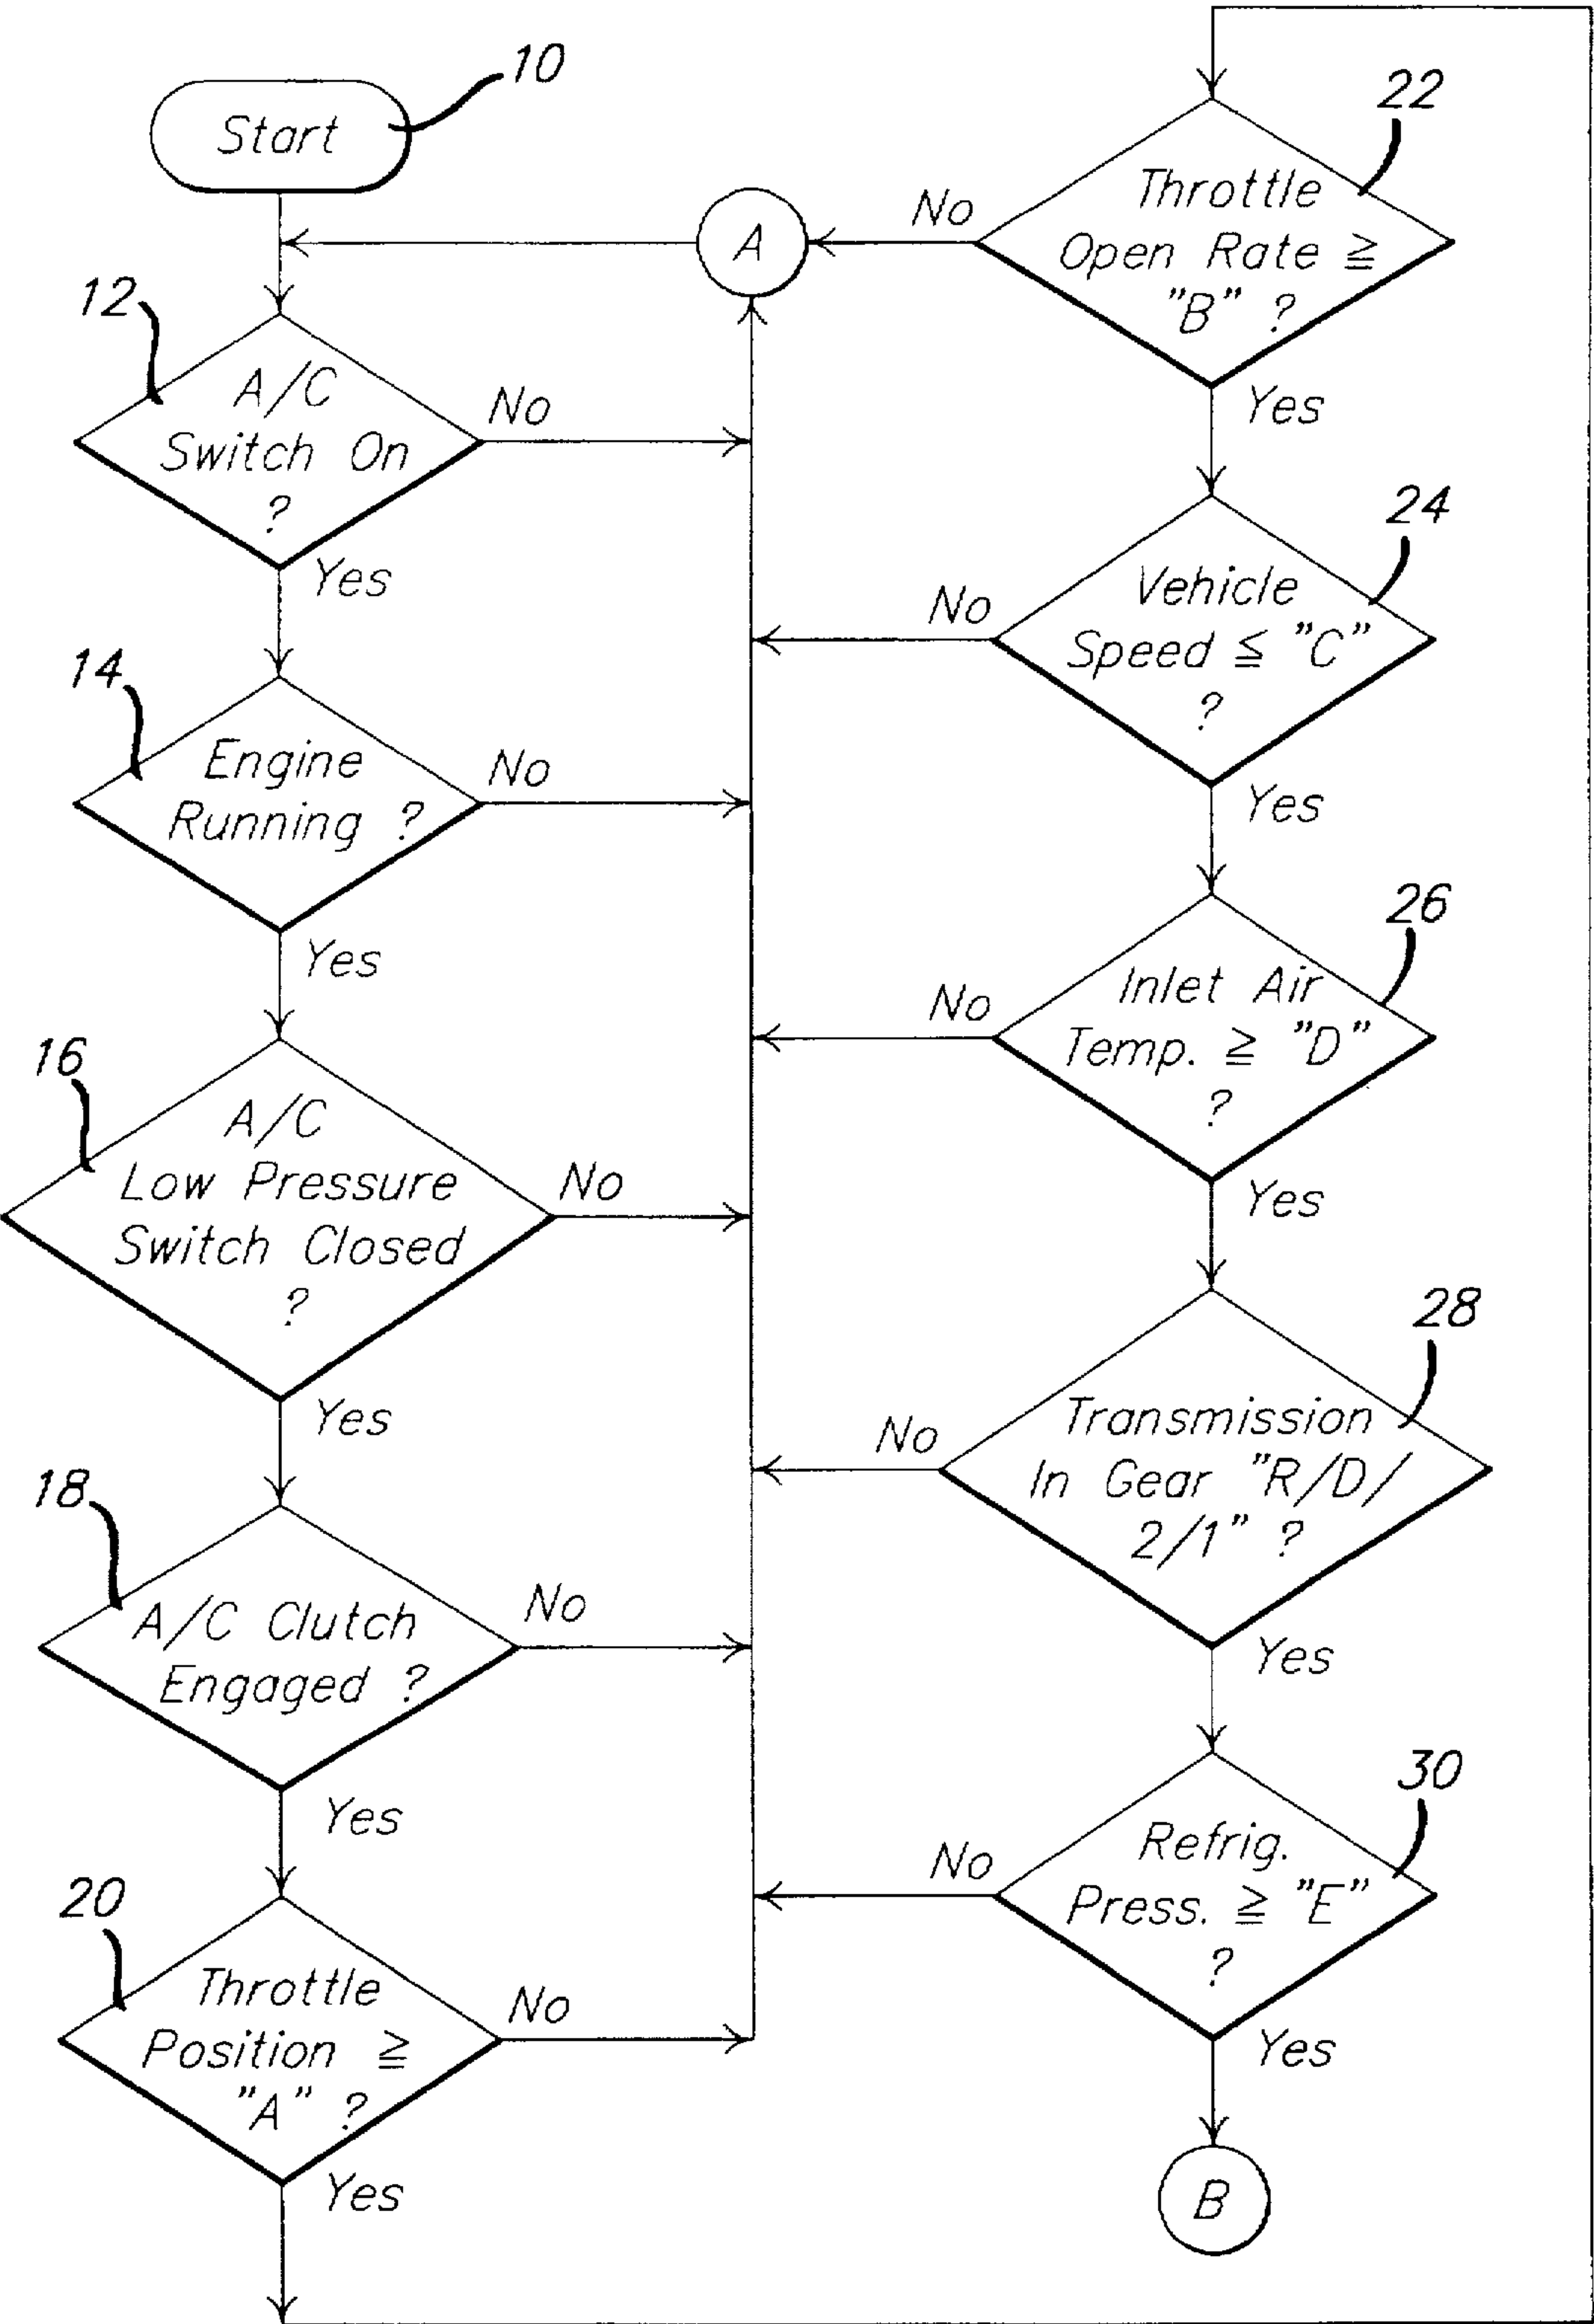 10
Start
12
A/C
Switch On
?
No
Yes
14
Engine
Running ?
No
Yes
16
A/C
Low Pressure
Switch Closed
?
No
Yes
18
A/C Clutch
Engaged ?
No
Yes
20
Throttle
Position ≧
"A" ?
No
Yes
A
22
Throttle
Open Rate ≧
"B" ?
No
Yes
24
Vehicle
Speed ≦ "C"
?
No
Yes
26
Inlet Air
Temp. ≧ "D"
?
No
Yes
28
Transmission
In Gear "R/D/
2/1" ?
No
Yes
30
Refrig.
Press. ≧ "E"
?
No
Yes
B